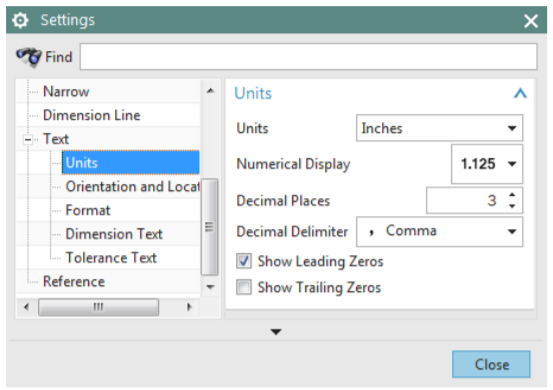 Settings
Find
Narrow
Dimension Line
Text
Units
Orientation and Locat
Format
Dimension Text
Tolerance Text
Reference
Units
Units Inches
Numerical Display 1.125
Decimal Places 3
Decimal Delimiter , Comma
Show Leading Zeros
Show Trailing Zeros
Close